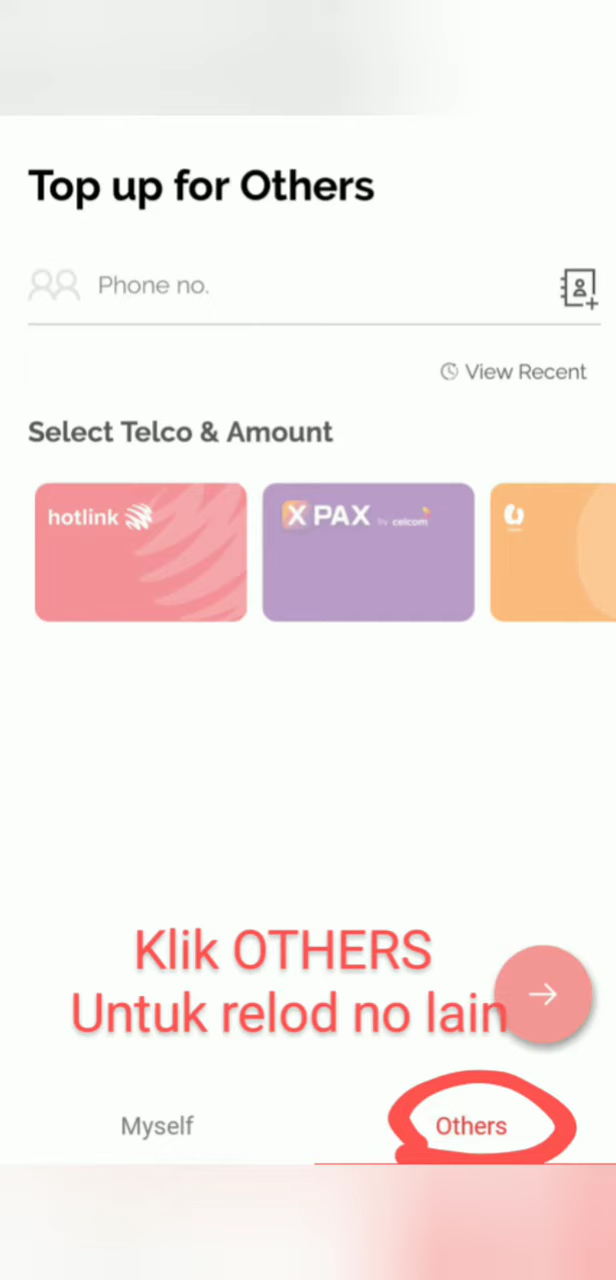 Top up for Others
Phone no.
View Recent
Select Telco & Amount
hotlink
X PAX by celcom
Klik OTHERS
Untuk relod no lain
Myself
Others